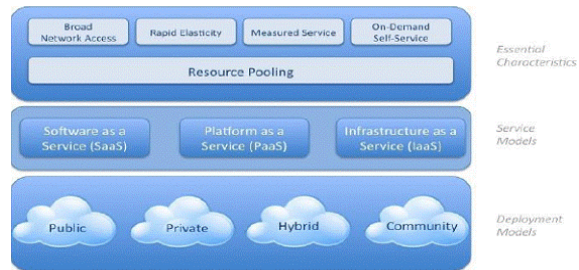 Broad
Network Access
Rapid Elasticity
Measured Service
On-Demand
Self-Service
Resource Pooling
Essential
Characteristics
Software as a
Service (SaaS)
Platform as a
Service (PaaS)
Infrastructure as a
Service (IaaS)
Service
Models
Public
Private
Hybrid
Community
Deployment
Models